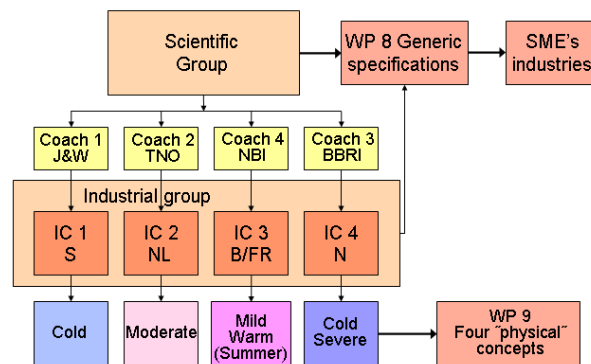 Scientific
Group
WP 8 Generic
specifications
SME's
industries
Coach 1
J&W
Coach 2
TNO
Coach 4
NBI
Coach 3
BBRI
Industrial group
IC 1
S
IC 2
NL
IC 3
B/FR
IC 4
N
Cold
Moderate
Mild
Warm
(Summer)
Cold
Severe
WP 9
Four ˝physical˝
concepts